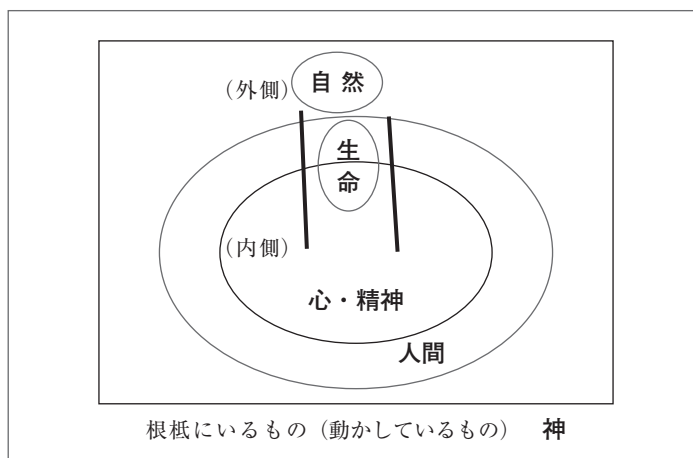 （外側）
自然
生
命
（内側）
心・精神
人間
根柢にいるもの（動かしているもの）　神